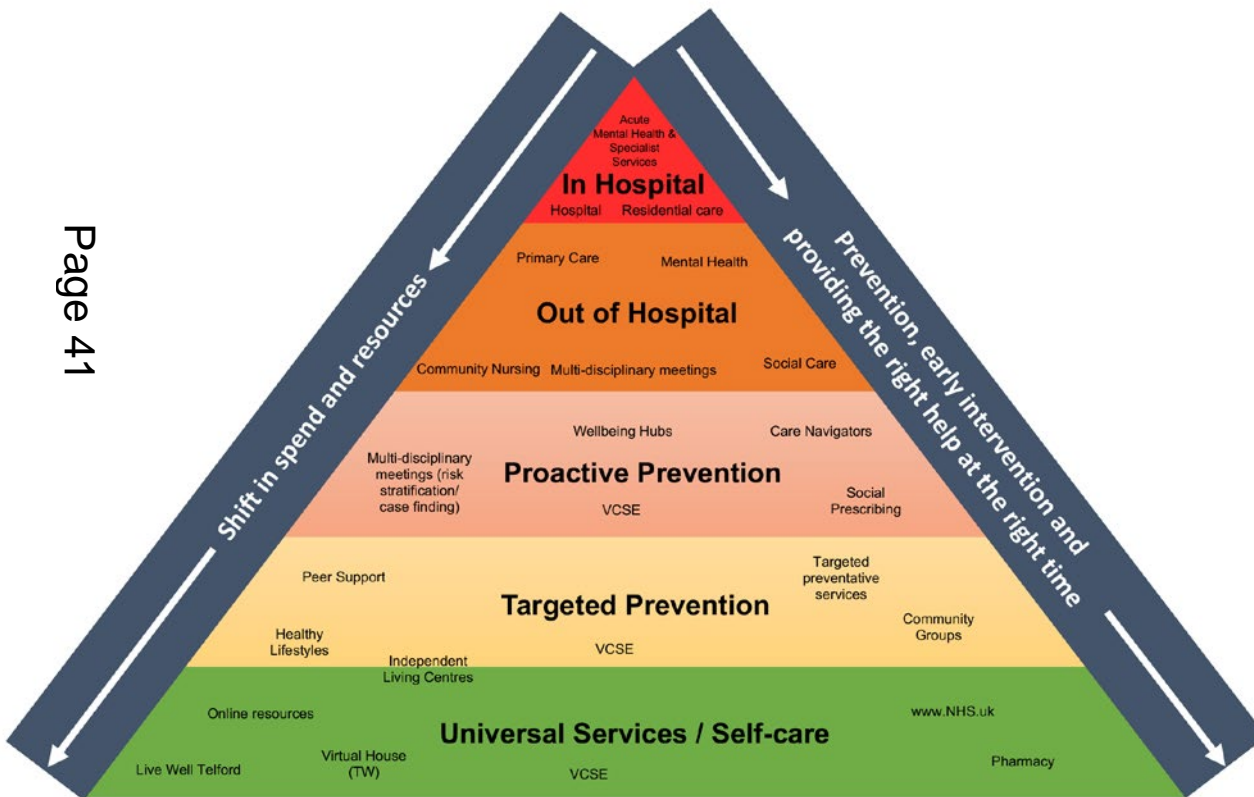 Page 41
Shift in spend and resources
Prevention, early intervention and
providing the right help at the right time
Acute
Mental Health &
Specialist
Services
In Hospital
Hospital
Residential care
Primary Care
Mental Health
Out of Hospital
Community Nursing
Multi-disciplinary meetings
Social Care
Wellbeing Hubs
Care Navigators
Multi-disciplinary
meetings (risk
stratification/
case finding)
Proactive Prevention
VCSE
Social
Prescribing
Peer Support
Targeted
preventative
services
Targeted Prevention
Healthy
Lifestyles
VCSE
Community
Groups
Independent
Living Centres
Online resources
www.NHS.uk
Universal Services / Self-care
Live Well Telford
Virtual House
(TW)
VCSE
Pharmacy